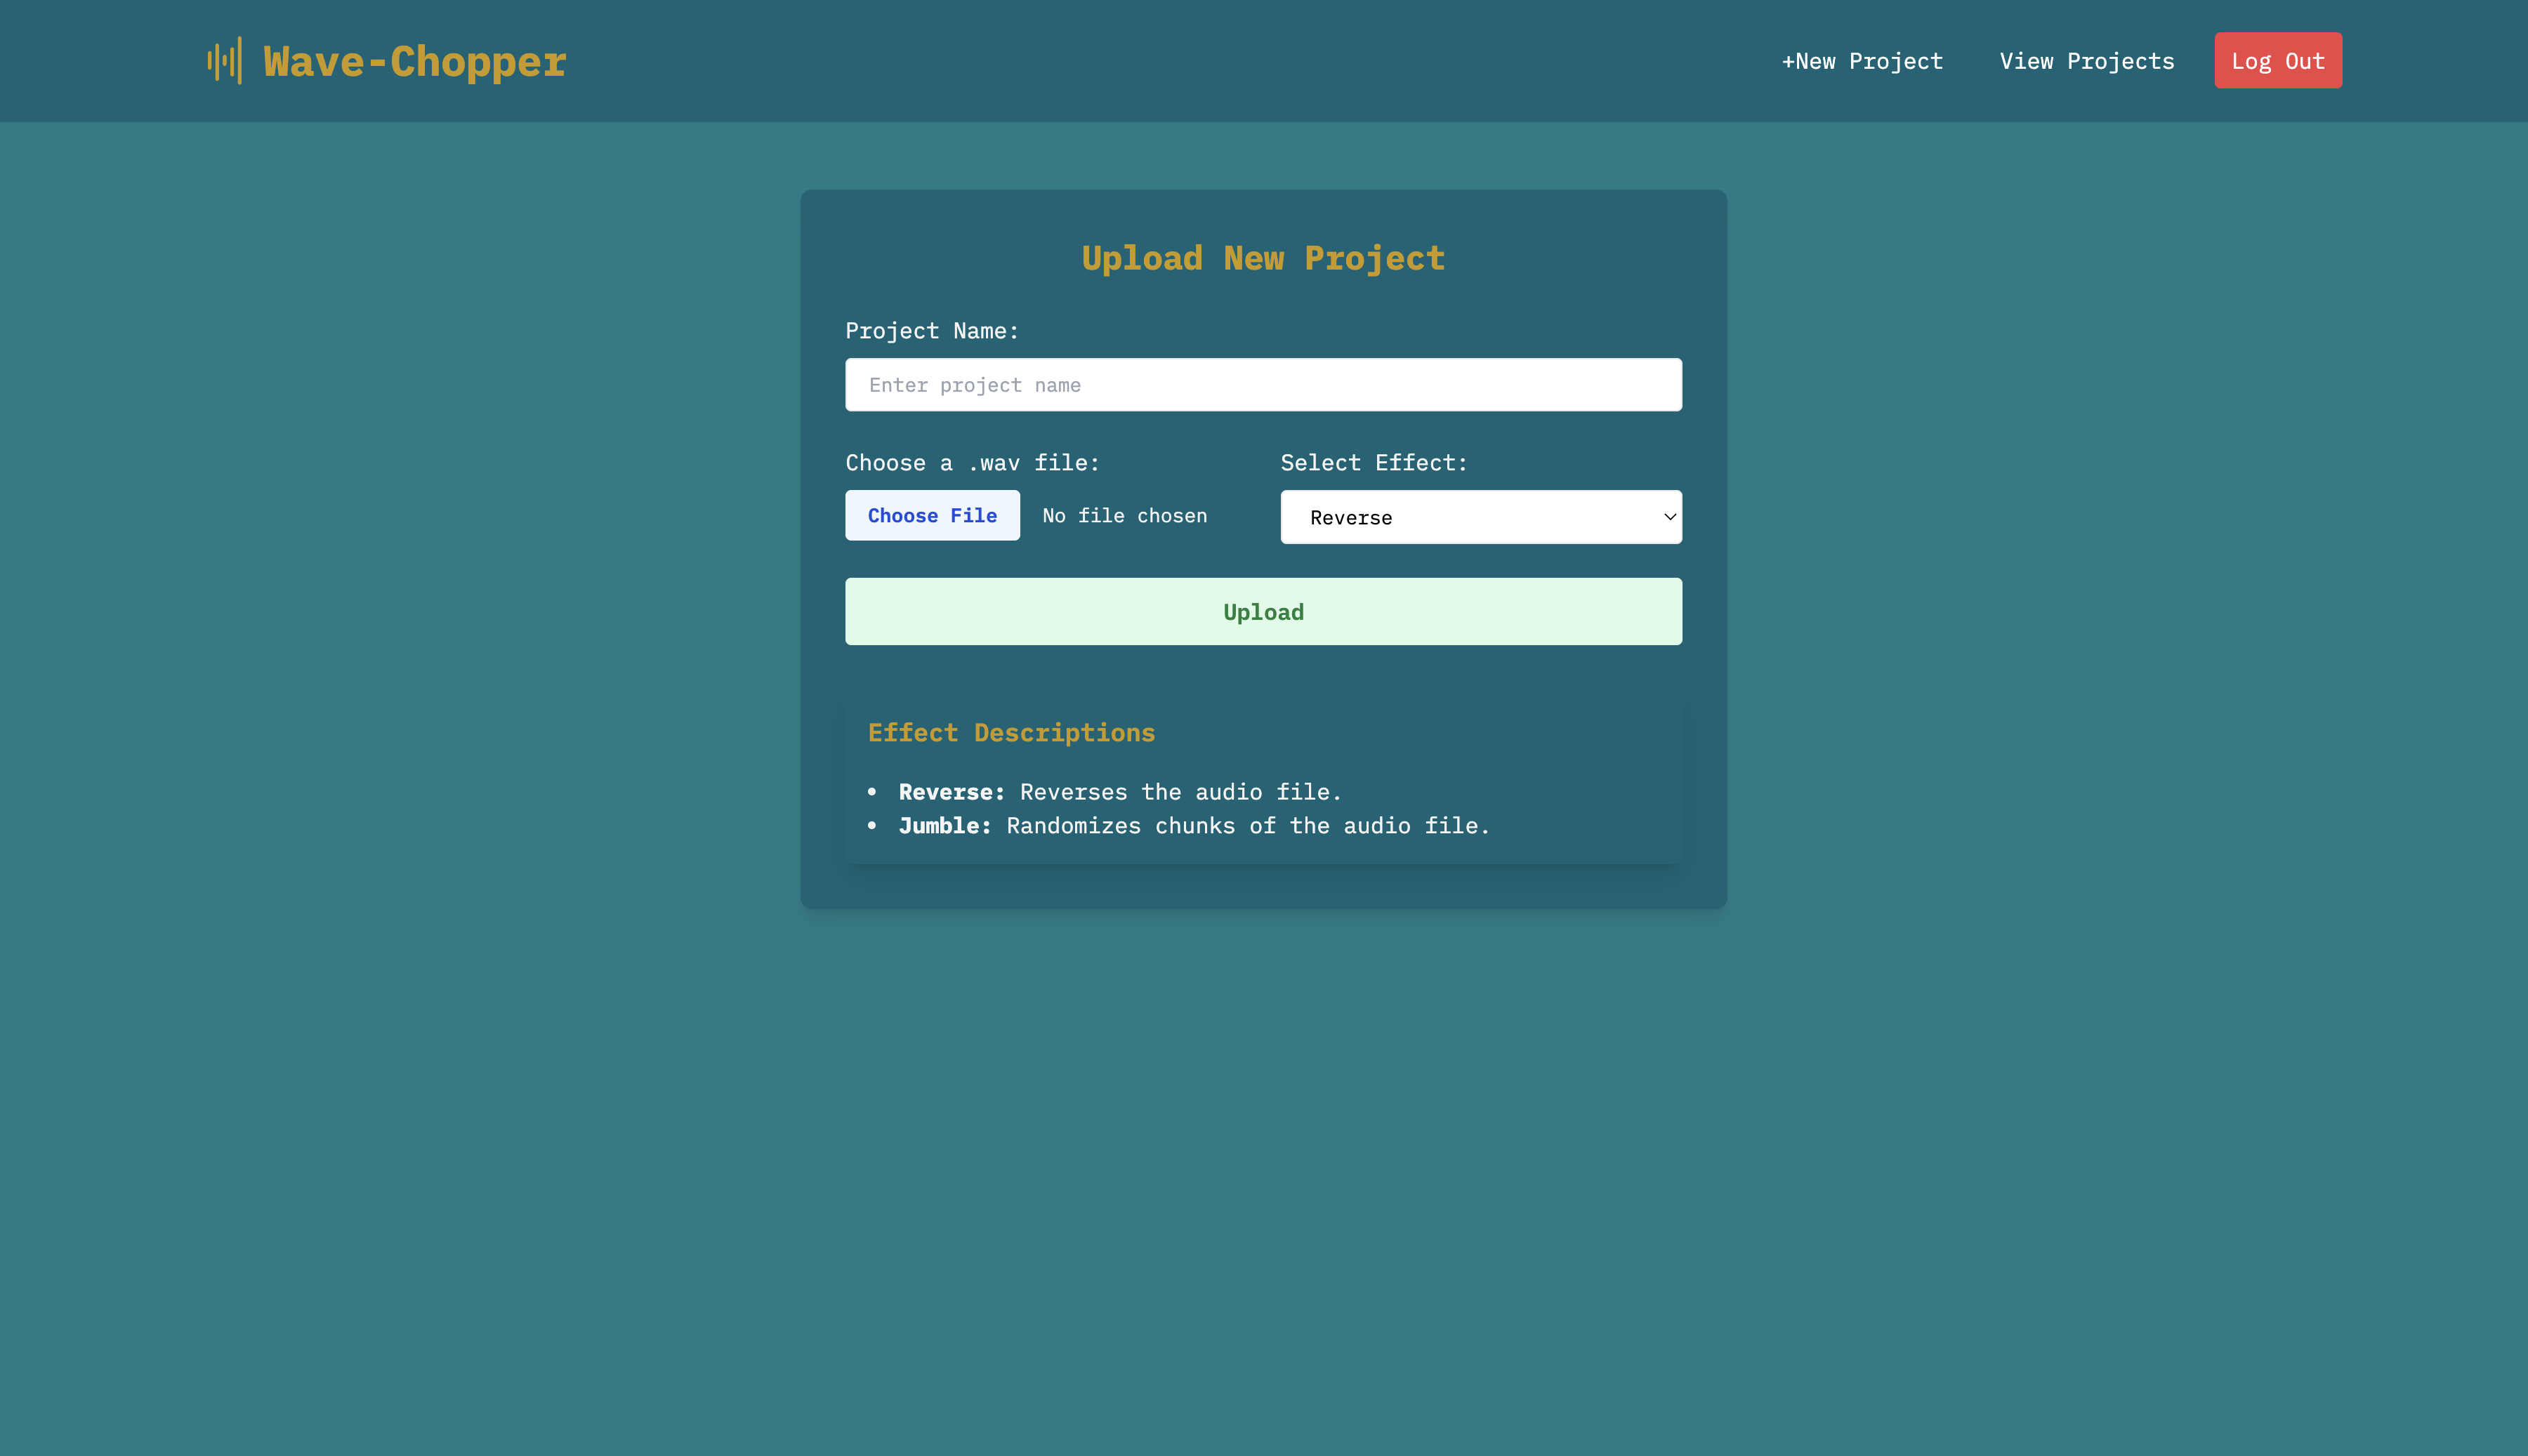 Wave-Chopper
+New Project
View Projects
Log Out
Upload New Project
Project Name:
Enter project name
Choose a .wav file:
Select Effect:
Choose File
No file chosen
Reverse
Upload
Effect Descriptions
Reverse: Reverses the audio file.
Jumble: Randomizes chunks of the audio file.